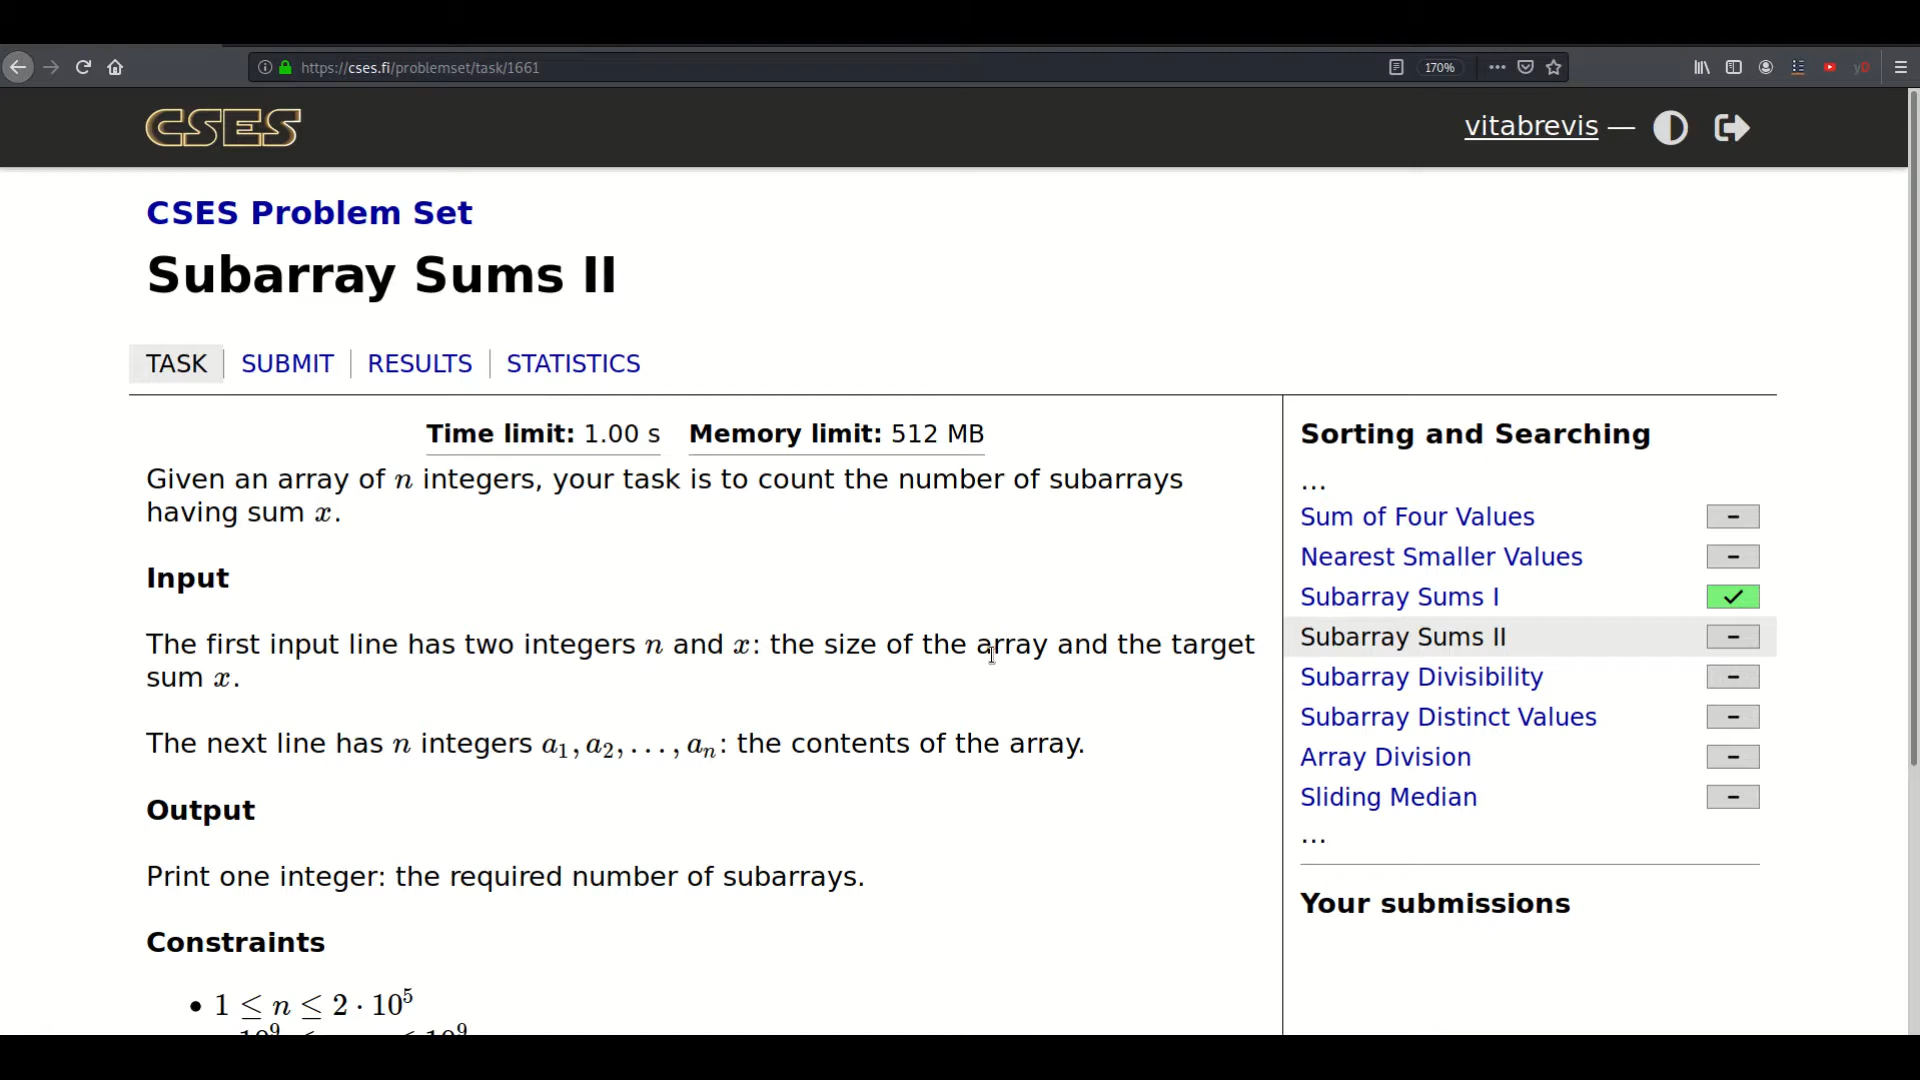 https://cses.fi/problemset/task/1661
170%
CSES
vitabrevis —
CSES Problem Set
Subarray Sums II
TASK
SUBMIT
RESULTS
STATISTICS
Time limit: 1.00 s Memory limit: 512 MB
Given an array of n integers, your task is to count the number of subarrays
having sum x.
Input
The first input line has two integers n and x: the size of the array and the target
sum x.
The next line has n integers a₁, a₂, …, aₙ: the contents of the array.
Output
Print one integer: the required number of subarrays.
Constraints
• 1 ≤ n ≤ 2 · 10⁵
Sorting and Searching
...
Sum of Four Values –
Nearest Smaller Values –
Subarray Sums I ✓
Subarray Sums II –
Subarray Divisibility –
Subarray Distinct Values –
Array Division –
Sliding Median –
...
Your submissions